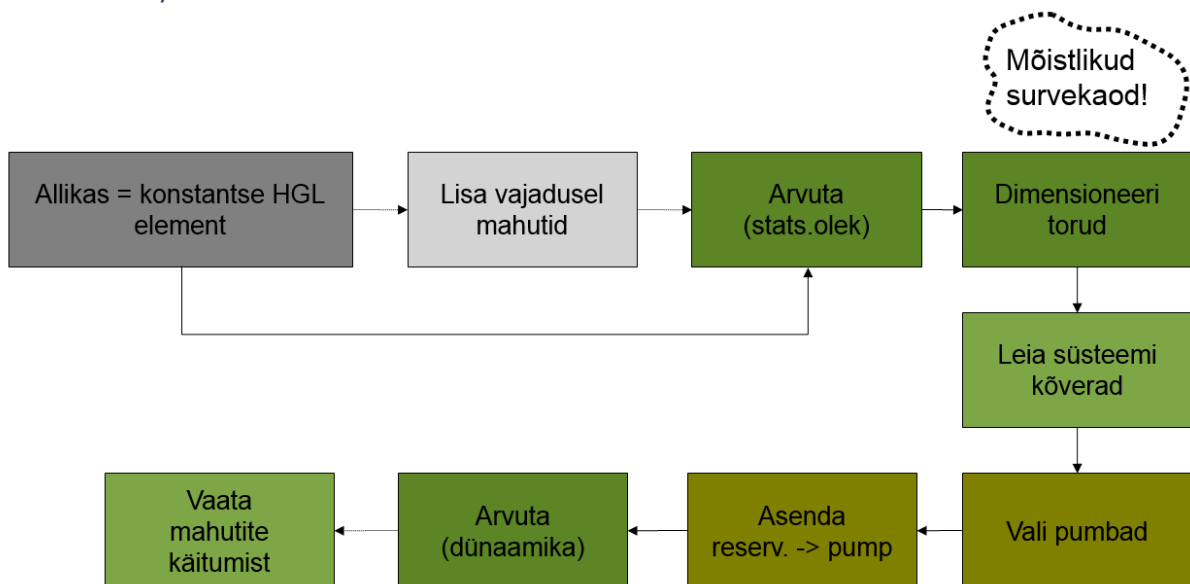 Mõistlikud
survekaod!
Allikas = konstantse HGL
element
Lisa vajadusel
mahutid
Arvuta
(stats.olek)
Dimensioneeri
torud
Leia süsteemi
kõverad
Vali pumbad
Asenda
reserv. -> pump
Arvuta
(dünaamika)
Vaata
mahutite
käitumist